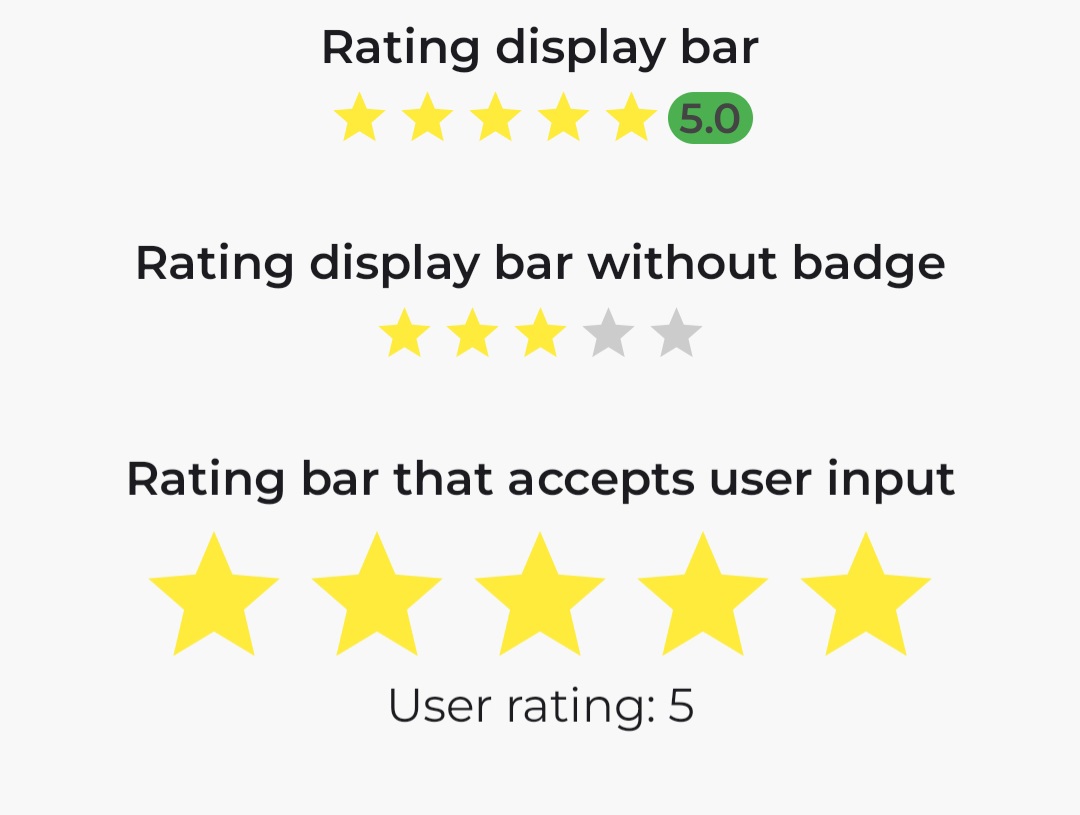 Rating display bar
5.0
Rating display bar without badge
Rating bar that accepts user input
User rating: 5